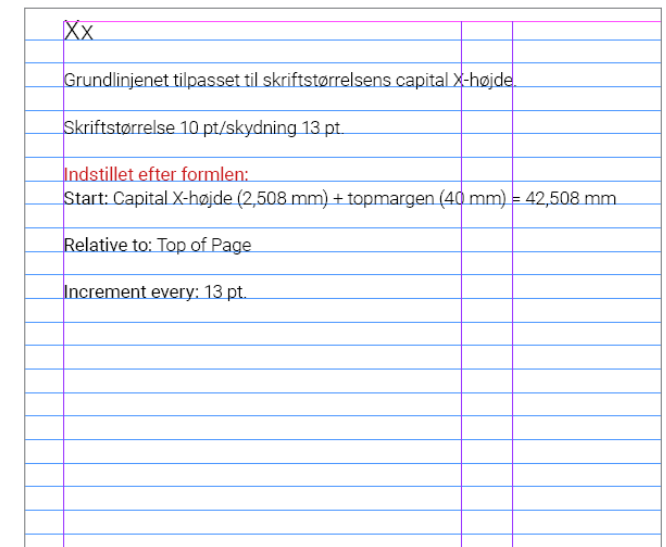 Xx
Grundlinjenet tilpasset til skriftstørrelsens capital X-højde.
Skriftstørrelse 10 pt/skydning 13 pt.
Indstillet efter formlen:
Start: Capital X-højde (2,508 mm) + topmargen (40 mm) = 42,508 mm
Relative to: Top of Page
Increment every: 13 pt.